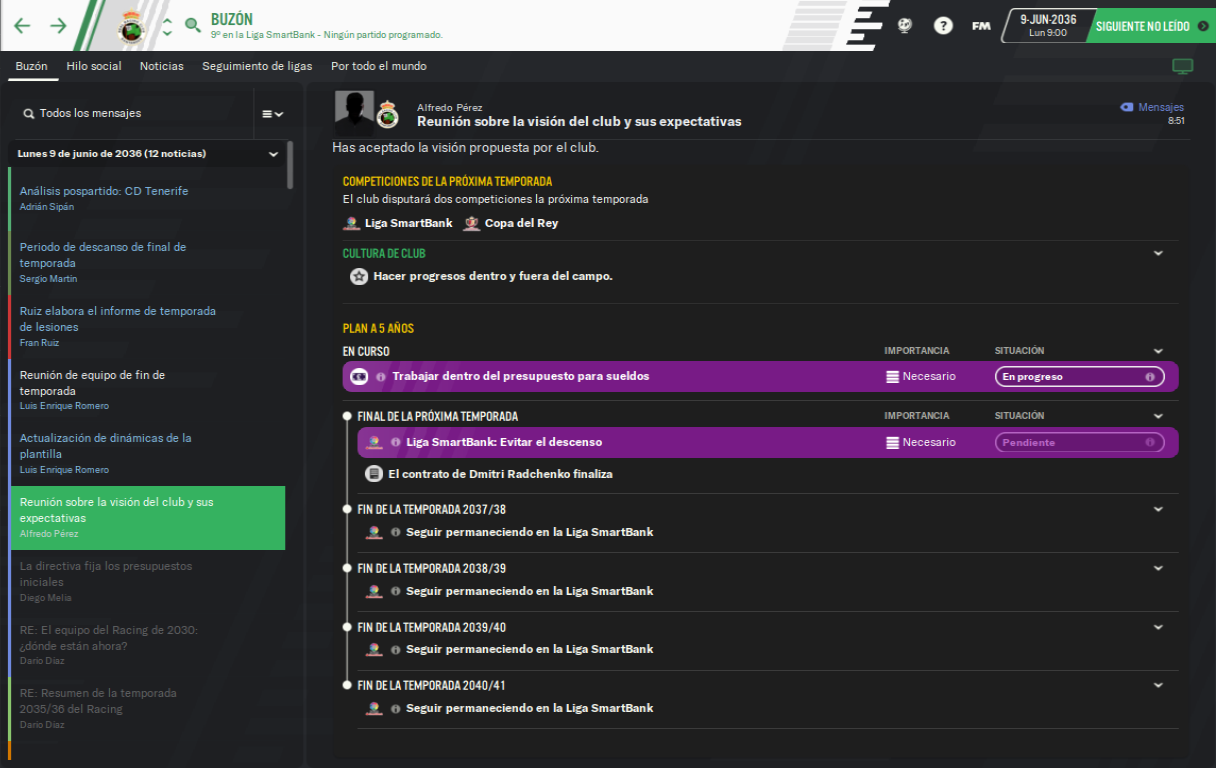 BUZÓN
9º en la Liga SmartBank - Ningún partido programado.
?
FM
9-JUN-2036
Lun 9:00
SIGUIENTE NO LEÍDO
Buzón
Hilo social
Noticias
Seguimiento de ligas
Por todo el mundo
Todos los mensajes
Lunes 9 de junio de 2036 (12 noticias)
Análisis pospartido: CD Tenerife
Adrián Sipán
Periodo de descanso de final de
temporada
Sergio Martín
Ruiz elabora el informe de temporada
de lesiones
Fran Ruiz
Reunión de equipo de fin de
temporada
Luis Enrique Romero
Actualización de dinámicas de la
plantilla
Luis Enrique Romero
Reunión sobre la visión del club y sus
expectativas
Alfredo Pérez
La directiva fija los presupuestos
iniciales
Diego Melia
RE: El equipo del Racing de 2030:
¿dónde están ahora?
Darío Díaz
RE: Resumen de la temporada
2035/36 del Racing
Darío Díaz
Alfredo Pérez
Reunión sobre la visión del club y sus expectativas
Mensajes
8:51
Has aceptado la visión propuesta por el club.
COMPETICIONES DE LA PRÓXIMA TEMPORADA
El club disputará dos competiciones la próxima temporada
Liga SmartBank
Copa del Rey
CULTURA DE CLUB
Hacer progresos dentro y fuera del campo.
PLAN A 5 AÑOS
EN CURSO
IMPORTANCIA
SITUACIÓN
Trabajar dentro del presupuesto para sueldos
Necesario
En progreso
FINAL DE LA PRÓXIMA TEMPORADA
IMPORTANCIA
SITUACIÓN
Liga SmartBank: Evitar el descenso
Necesario
Pendiente
El contrato de Dmitri Radchenko finaliza
FIN DE LA TEMPORADA 2037/38
Seguir permaneciendo en la Liga SmartBank
FIN DE LA TEMPORADA 2038/39
Seguir permaneciendo en la Liga SmartBank
FIN DE LA TEMPORADA 2039/40
Seguir permaneciendo en la Liga SmartBank
FIN DE LA TEMPORADA 2040/41
Seguir permaneciendo en la Liga SmartBank